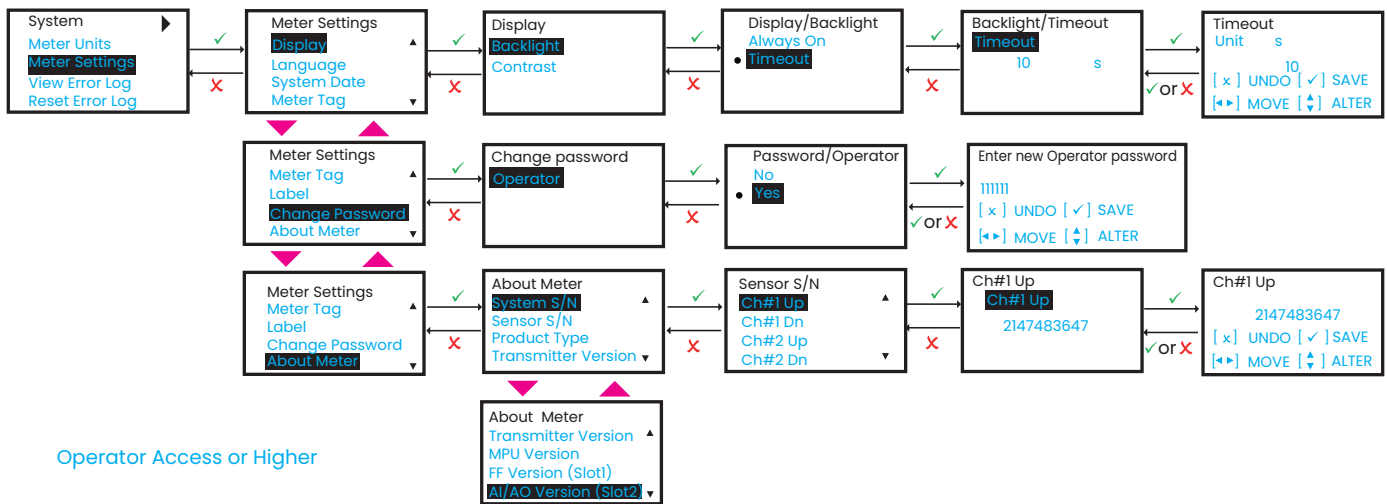 System
Meter Units
Meter Settings
View Error Log
Reset Error Log
✓
X
Meter Settings
Display
Language
System Date
Meter Tag
✓
X
Display
Backlight
Contrast
✓
X
Display/Backlight
Always On
Timeout
✓
X
Backlight/Timeout
Timeout
10 s
✓
✓or X
Timeout
Unit s
10
[ x ] UNDO [ ✓ ] SAVE
[◂ ▸] MOVE [▴▾] ALTER
Meter Settings
Meter Tag
Label
Change Password
About Meter
✓
X
Change password
Operator
✓
X
Password/Operator
No
Yes
✓
✓or X
Enter new Operator password
111111
[ x ] UNDO [ ✓ ] SAVE
[◂ ▸] MOVE [▴▾] ALTER
Meter Settings
Meter Tag
Label
Change Password
About Meter
✓
X
About Meter
System S/N
Sensor S/N
Product Type
Transmitter Version
✓
X
Sensor S/N
Ch#1 Up
Ch#1 Dn
Ch#2 Up
Ch#2 Dn
✓
X
Ch#1 Up
Ch#1 Up
2147483647
✓
✓or X
Ch#1 Up
2147483647
[ x ] UNDO [ ✓ ] SAVE
[◂ ▸] MOVE [▴▾] ALTER
About Meter
Transmitter Version
MPU Version
FF Version (Slot1)
AI/AO Version (Slot2)
Operator Access or Higher